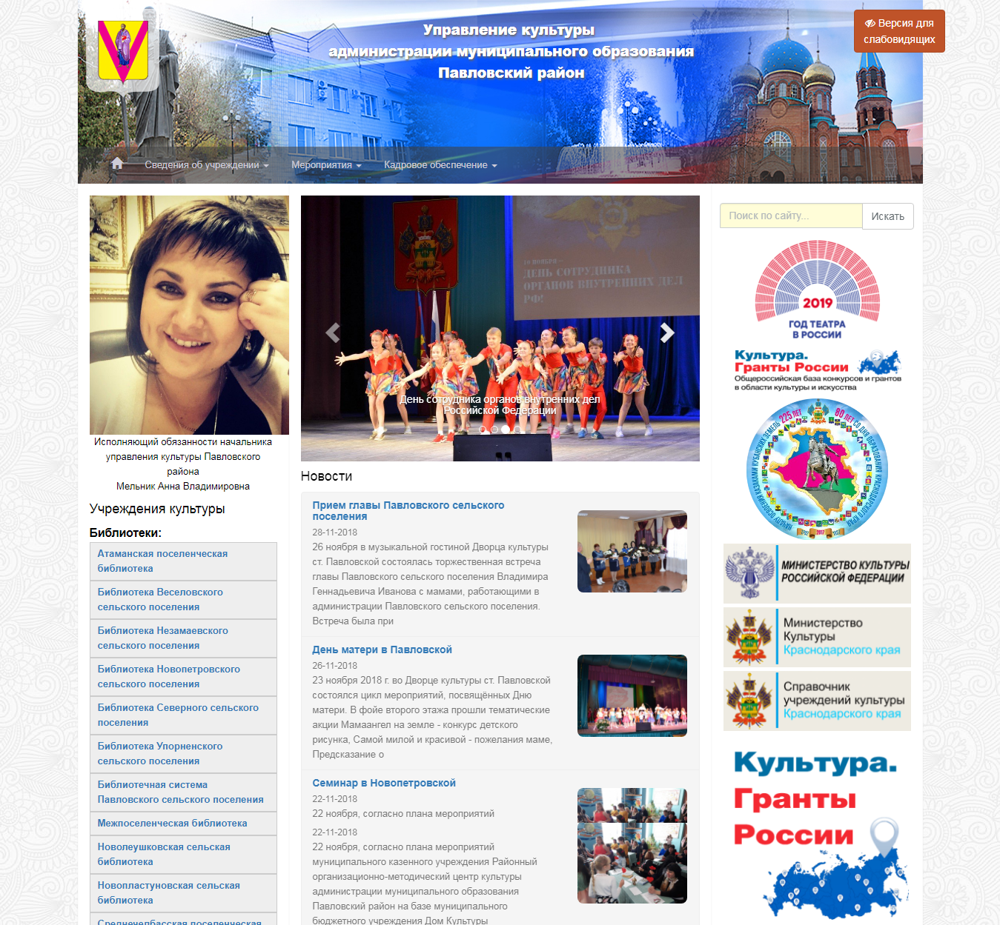 Управление культуры
администрации муниципального образования
Павловский район
Версия для
слабовидящих
Сведения об учреждении
Мероприятия
Кадровое обеспечение
Исполняющий обязанности начальника
управления культуры Павловского
района
Мельник Анна Владимировна
Учреждения культуры
Библиотеки:
Атаманская поселенческая
библиотека
Библиотека Веселовского
сельского поселения
Библиотека Незамаевского
сельского поселения
Библиотека Новопетровского
сельского поселения
Библиотека Северного сельского
поселения
Библиотека Упорненского
сельского поселения
Библиотечная система
Павловского сельского поселения
Межпоселенческая библиотека
Новолеушковская сельская
библиотека
Новопластуновская сельская
библиотека
Среднечелбасская поселенческая
10 НОЯБРЯ –
ДЕНЬ СОТРУДНИКА
ОРГАНОВ ВНУТРЕННИХ ДЕЛ
РФ!
День сотрудника органов внутренних дел
Российской Федерации
Новости
Прием главы Павловского сельского
поселения
28-11-2018
26 ноября в музыкальной гостиной Дворца культуры
ст. Павловской состоялась торжественная встреча
главы Павловского сельского поселения Владимира
Геннадьевича Иванова с мамами, работающими в
администрации Павловского сельского поселения.
Встреча была при
День матери в Павловской
26-11-2018
23 ноября 2018 г. во Дворце культуры ст. Павловской
состоялся цикл мероприятий, посвящённых Дню
матери. В фойе второго этажа прошли тематические
акции Мамаангел на земле - конкурс детского
рисунка, Самой милой и красивой - пожелания маме,
Предсказание о
Семинар в Новопетровской
22-11-2018
22 ноября, согласно плана мероприятий
22-11-2018
22 ноября, согласно плана мероприятий
муниципального казенного учреждения Районный
организационно-методический центр культуры
администрации муниципального образования
Павловский район на базе муниципального
бюджетного учреждения Дом Культуры
Поиск по сайту...
Искать
2019
ГОД ТЕАТРА
В РОССИИ
Культура.
Гранты России
Общероссийская база конкурсов и грантов
в области культуры и искусства
225 ЛЕТ
80 ЛЕТ СО ДНЯ ОБРАЗОВАНИЯ КРАСНОДАРСКОГО КРАЯ
НАЧАЛУ ОСВОЕНИЯ КАЗАКАМИ КУБАНСКИХ ЗЕМЕЛЬ
2017
МИНИСТЕРСТВО КУЛЬТУРЫ
РОССИЙСКОЙ ФЕДЕРАЦИИ
Министерство
Культуры
Краснодарского края
Справочник
учреждений культуры
Краснодарского края
Культура.
Гранты
России